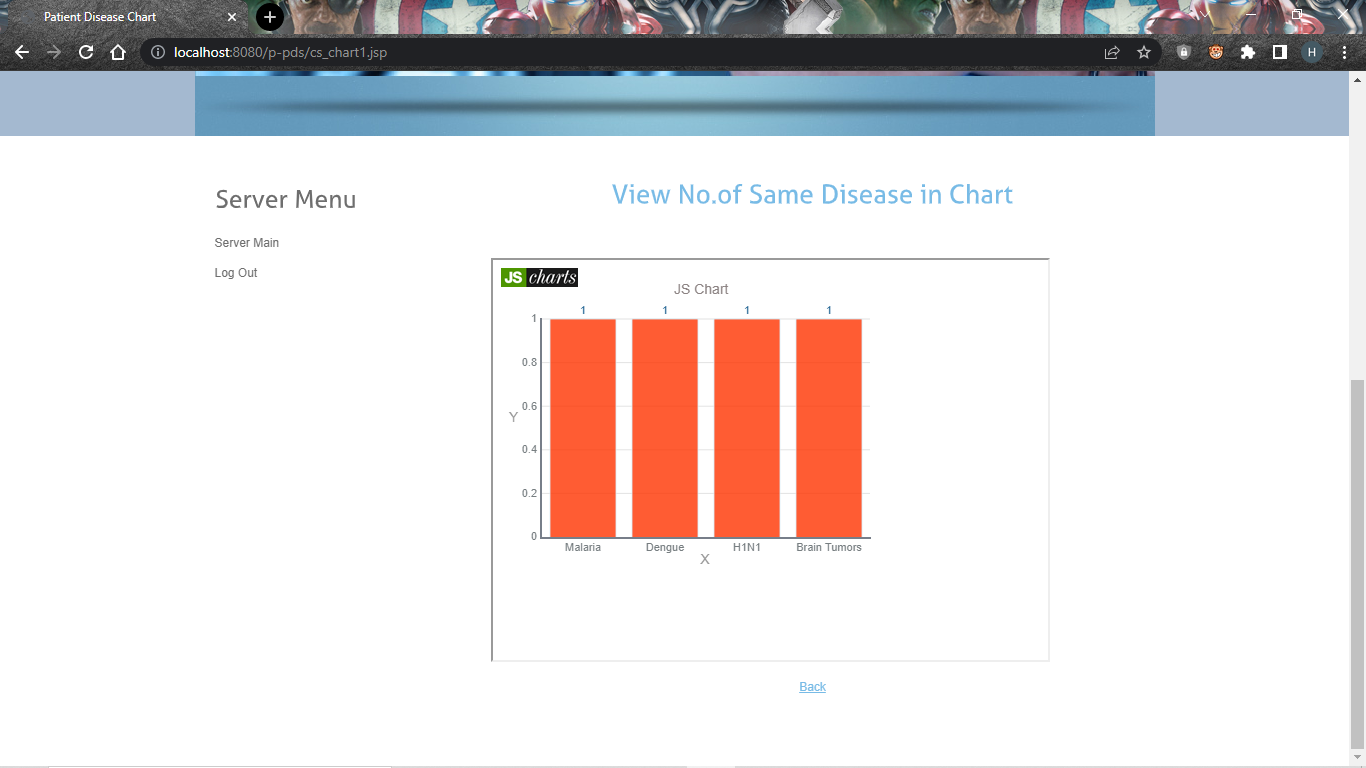 Patient Disease Chart
localhost:8080/p-pds/cs_chart1.jsp
H
Server Menu
Server Main
Log Out
View No.of Same Disease in Chart
JS charts
JS Chart
1 1 1 1
1
0.8
0.6
Y
0.4
0.2
0
Malaria Dengue H1N1 Brain Tumors
X
Back